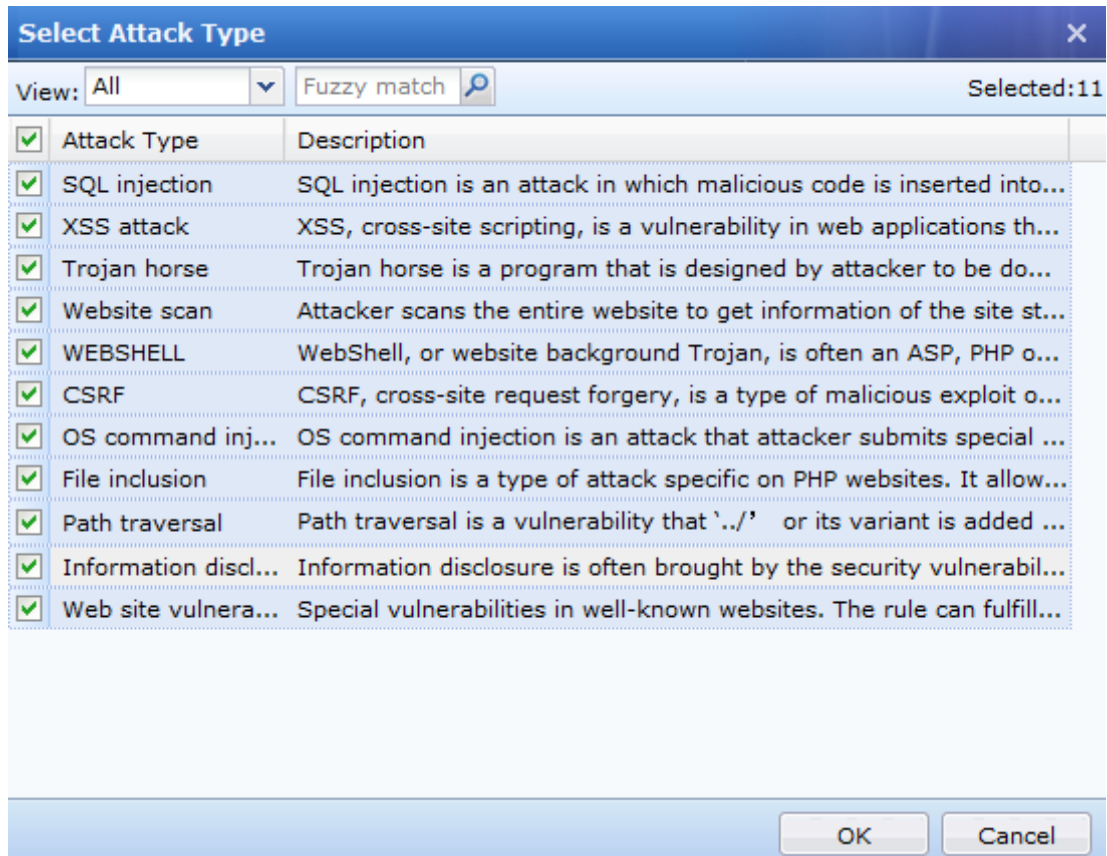 Select Attack Type
View: All Fuzzy match Selected:11
Attack Type Description
SQL injection SQL injection is an attack in which malicious code is inserted into...
XSS attack XSS, cross-site scripting, is a vulnerability in web applications th...
Trojan horse Trojan horse is a program that is designed by attacker to be do...
Website scan Attacker scans the entire website to get information of the site st...
WEBSHELL WebShell, or website background Trojan, is often an ASP, PHP o...
CSRF CSRF, cross-site request forgery, is a type of malicious exploit o...
OS command inj... OS command injection is an attack that attacker submits special ...
File inclusion File inclusion is a type of attack specific on PHP websites. It allow...
Path traversal Path traversal is a vulnerability that ‵../’ or its variant is added ...
Information discl... Information disclosure is often brought by the security vulnerabil...
Web site vulnera... Special vulnerabilities in well-known websites. The rule can fulfill...
OK Cancel